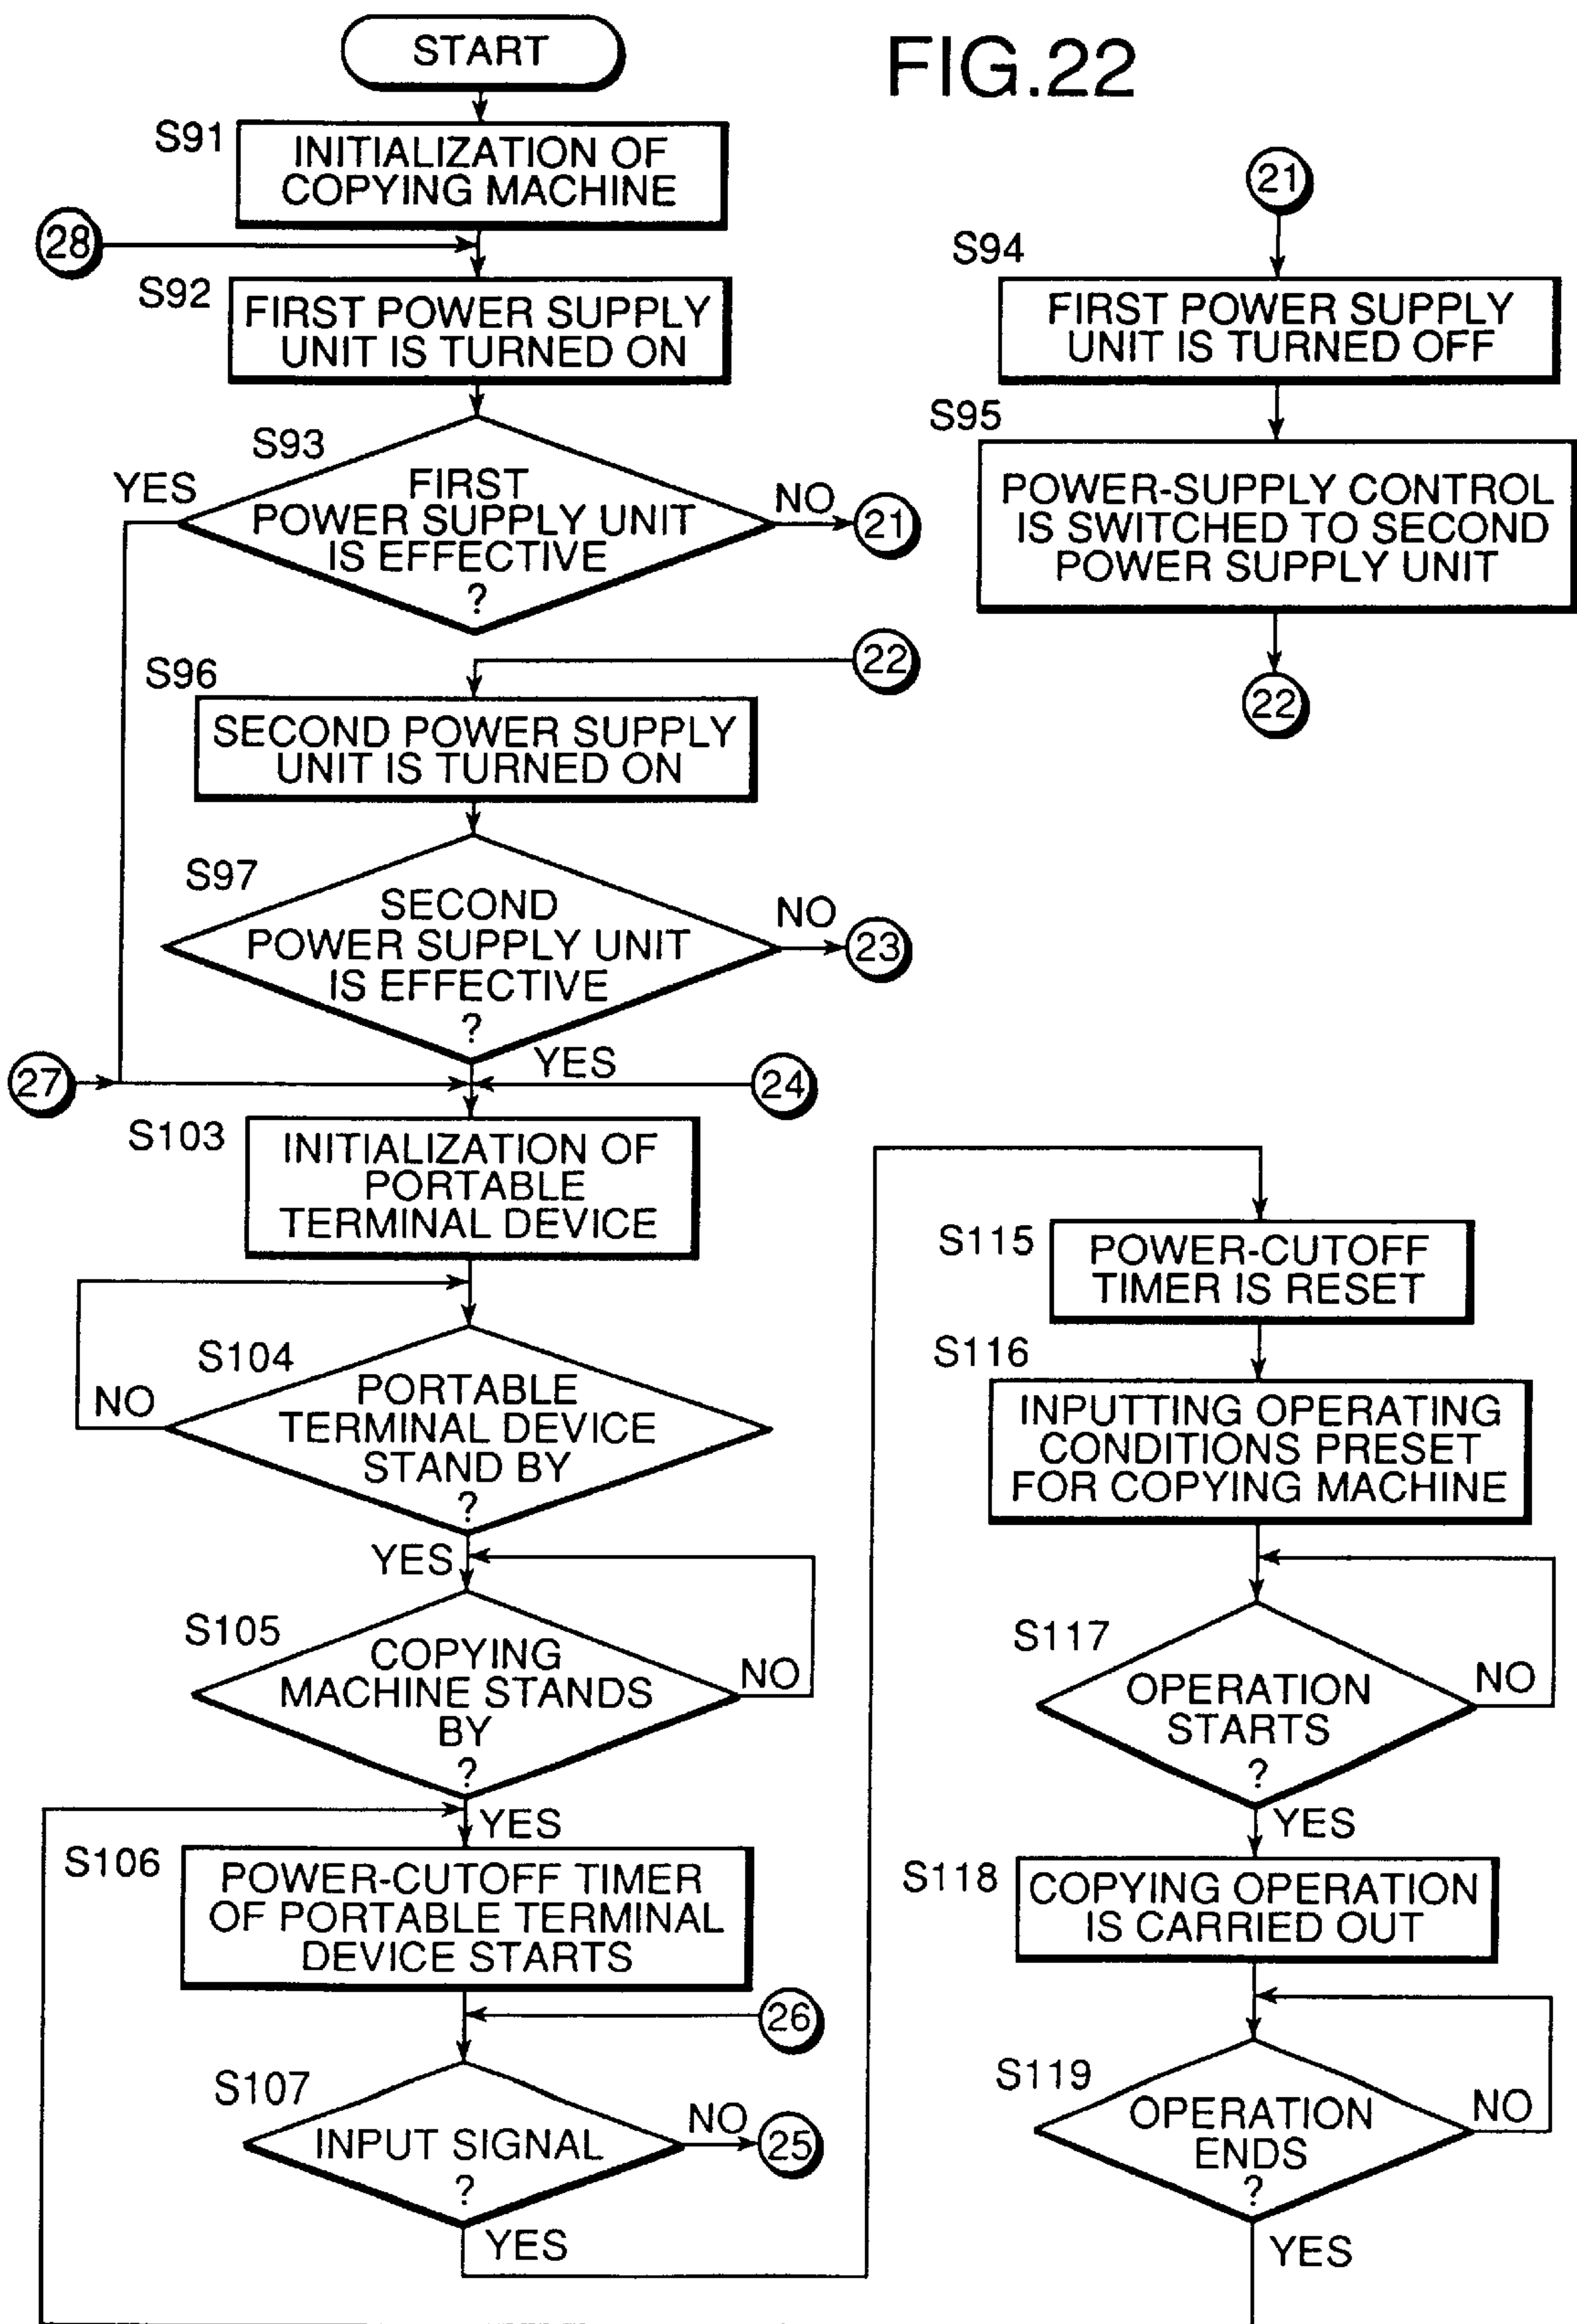 FIG.22
START
S91
INITIALIZATION OF
COPYING MACHINE
28
S92
FIRST POWER SUPPLY
UNIT IS TURNED ON
S93
YES
FIRST
POWER SUPPLY UNIT
IS EFFECTIVE
?
NO
21
22
S96
SECOND POWER SUPPLY
UNIT IS TURNED ON
S97
SECOND
POWER SUPPLY UNIT
IS EFFECTIVE
?
NO
23
YES
27
24
S103
INITIALIZATION OF
PORTABLE
TERMINAL DEVICE
S104
NO
PORTABLE
TERMINAL DEVICE
STAND BY
?
YES
S105
COPYING
MACHINE STANDS
BY
?
NO
YES
S106
POWER-CUTOFF TIMER
OF PORTABLE TERMINAL
DEVICE STARTS
26
S107
INPUT SIGNAL
?
NO
25
YES
21
S94
FIRST POWER SUPPLY
UNIT IS TURNED OFF
S95
POWER-SUPPLY CONTROL
IS SWITCHED TO SECOND
POWER SUPPLY UNIT
22
S115
POWER-CUTOFF
TIMER IS RESET
S116
INPUTTING OPERATING
CONDITIONS PRESET
FOR COPYING MACHINE
S117
OPERATION
STARTS
?
NO
YES
S118
COPYING OPERATION
IS CARRIED OUT
S119
OPERATION
ENDS
?
NO
YES